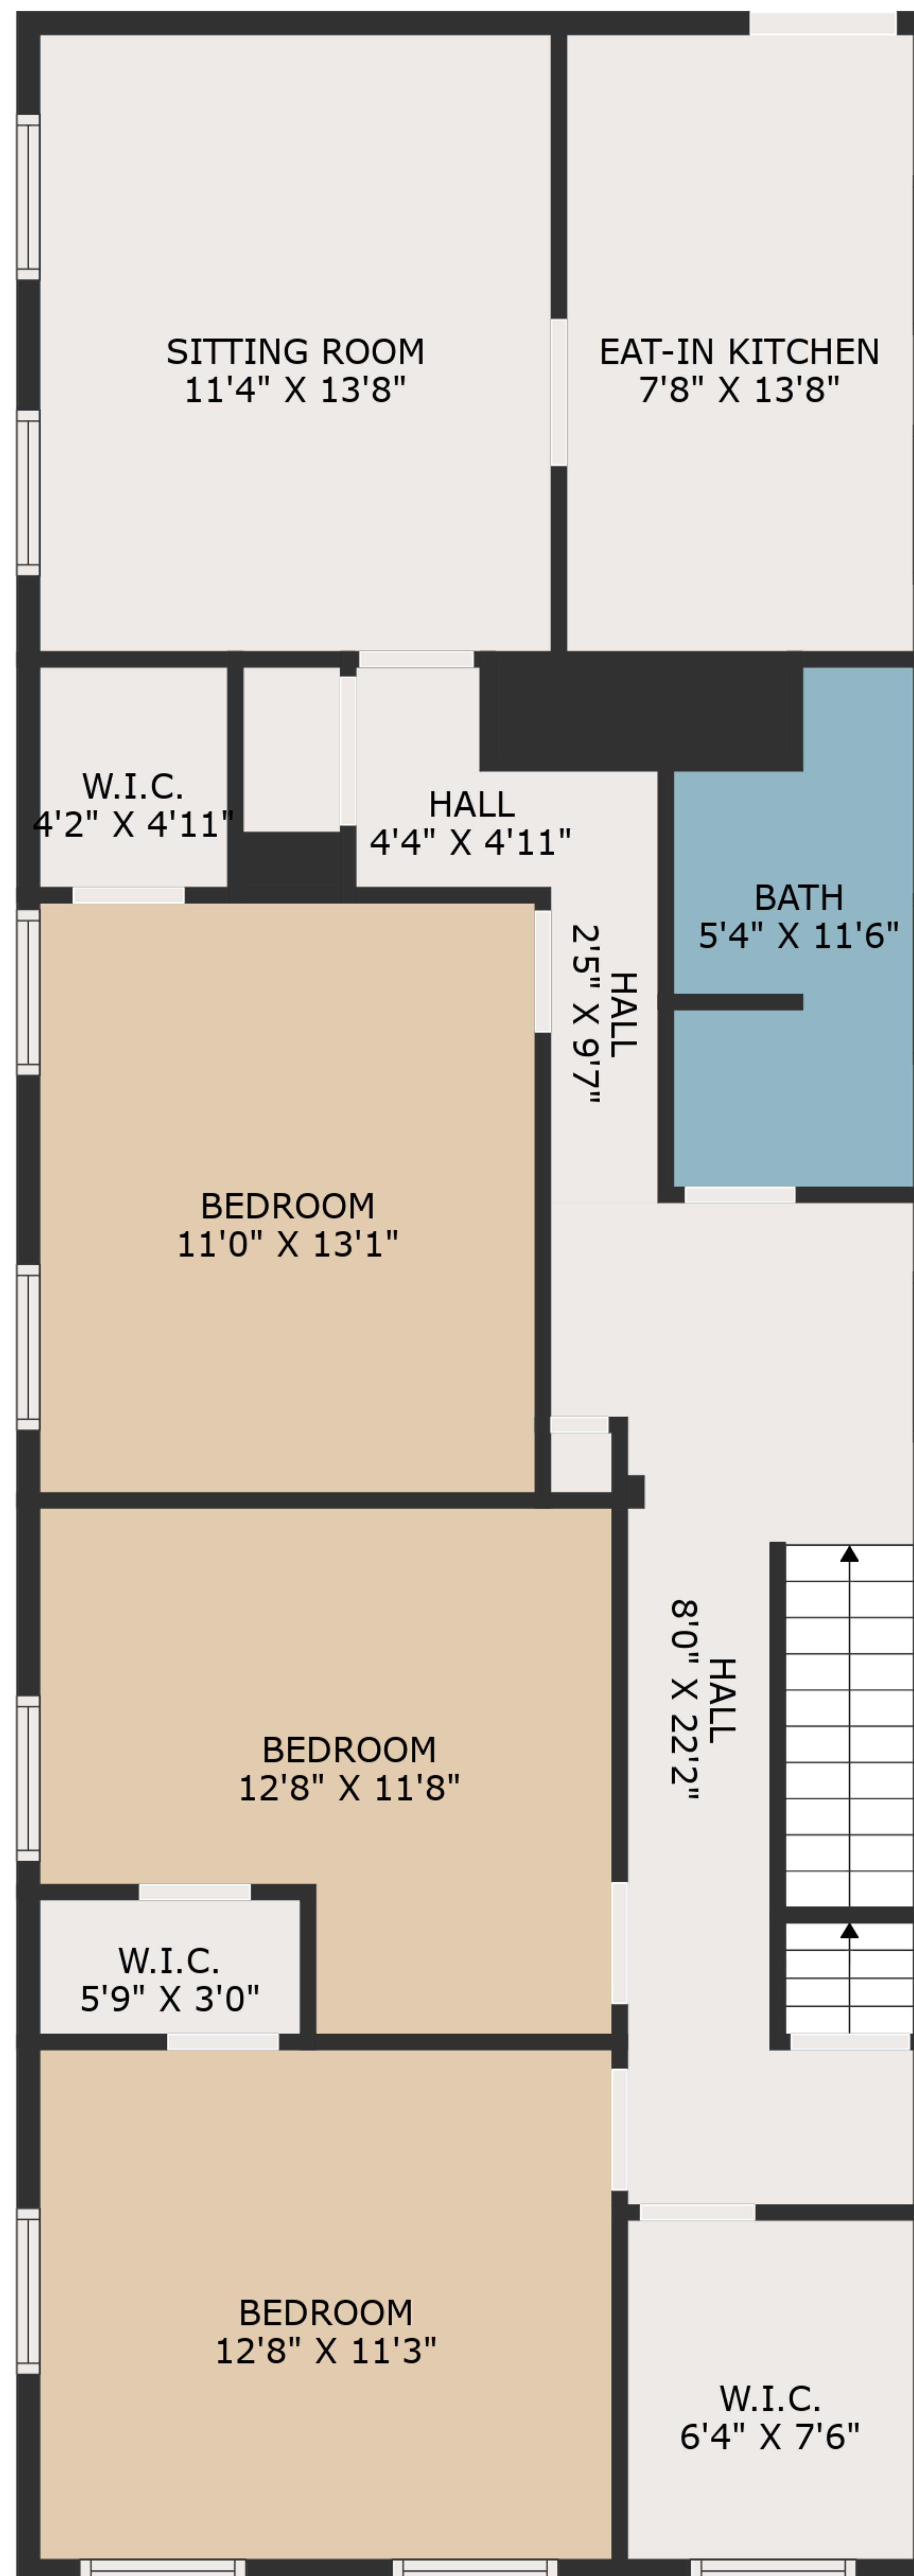 SITTING ROOM
11'4" X 13'8"
EAT-IN KITCHEN
7'8" X 13'8"
W.I.C.
4'2" X 4'11"
HALL
4'4" X 4'11"
BATH
5'4" X 11'6"
HALL
2'5" X 9'7"
BEDROOM
11'0" X 13'1"
HALL
8'0" X 22'2"
BEDROOM
12'8" X 11'8"
W.I.C.
5'9" X 3'0"
BEDROOM
12'8" X 11'3"
W.I.C.
6'4" X 7'6"